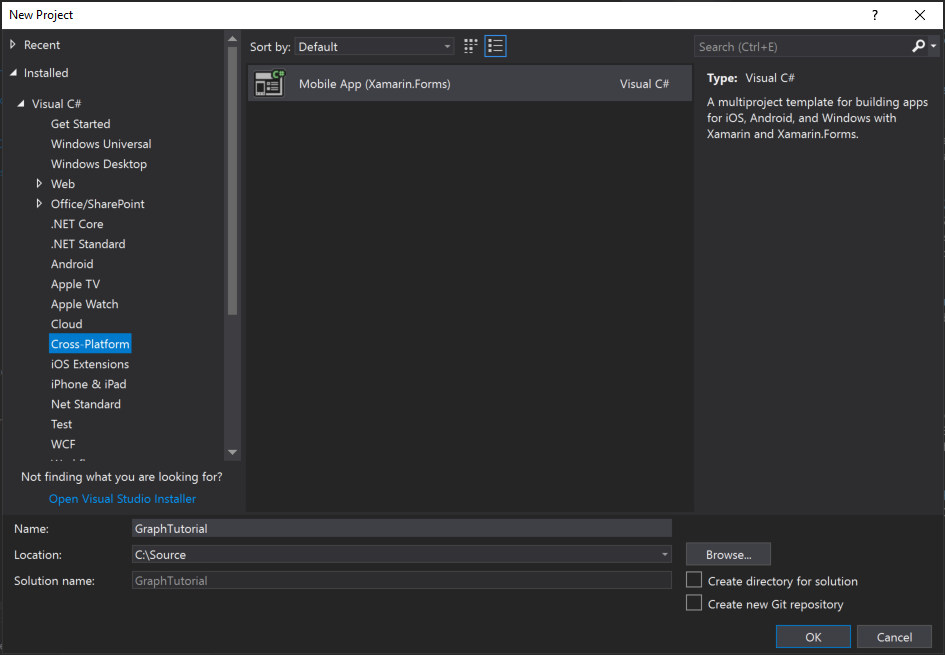 New Project
?
Recent
Installed
Visual C#
Get Started
Windows Universal
Windows Desktop
Web
Office/SharePoint
.NET Core
.NET Standard
Android
Apple TV
Apple Watch
Cloud
Cross-Platform
iOS Extensions
iPhone & iPad
Net Standard
Test
WCF
Not finding what you are looking for?
Open Visual Studio Installer
Sort by: Default
C#
Mobile App (Xamarin.Forms) Visual C#
Search (Ctrl+E)
Type: Visual C#
A multiproject template for building apps
for iOS, Android, and Windows with
Xamarin and Xamarin.Forms.
Name: GraphTutorial
Location: C:\Source
Browse...
Solution name: GraphTutorial
Create directory for solution
Create new Git repository
OK
Cancel